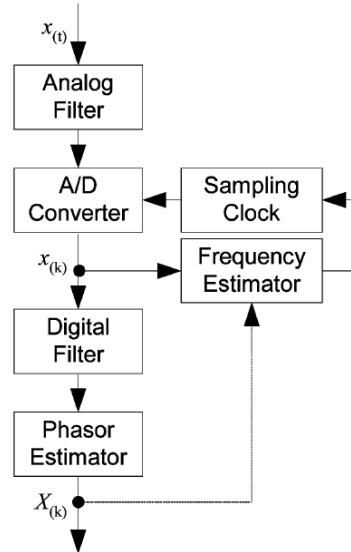 x(t)
Analog
Filter
A/D
Converter
Sampling
Clock
x(k)
Frequency
Estimator
Digital
Filter
Phasor
Estimator
X(k)